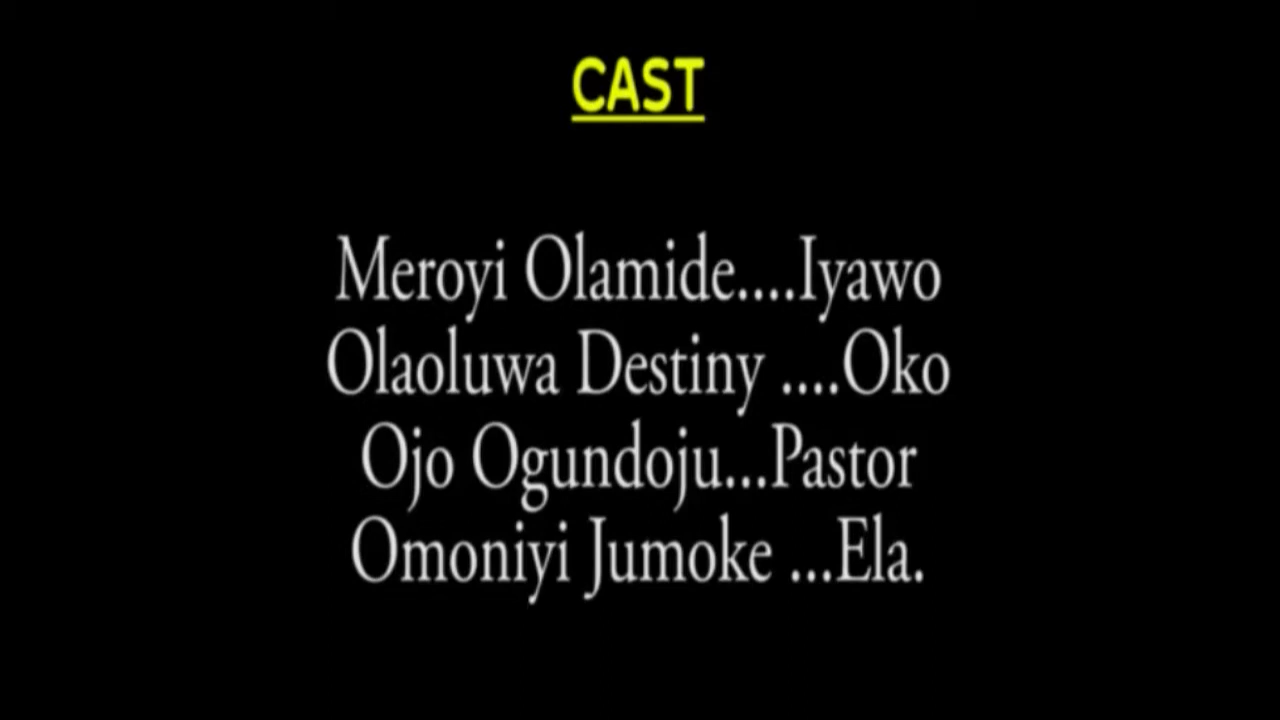 CAST
Meroyi Olamide....Iyawo
Olaoluwa Destiny ....Oko
Ojo Ogundoju...Pastor
Omoniyi Jumoke ...Ela.